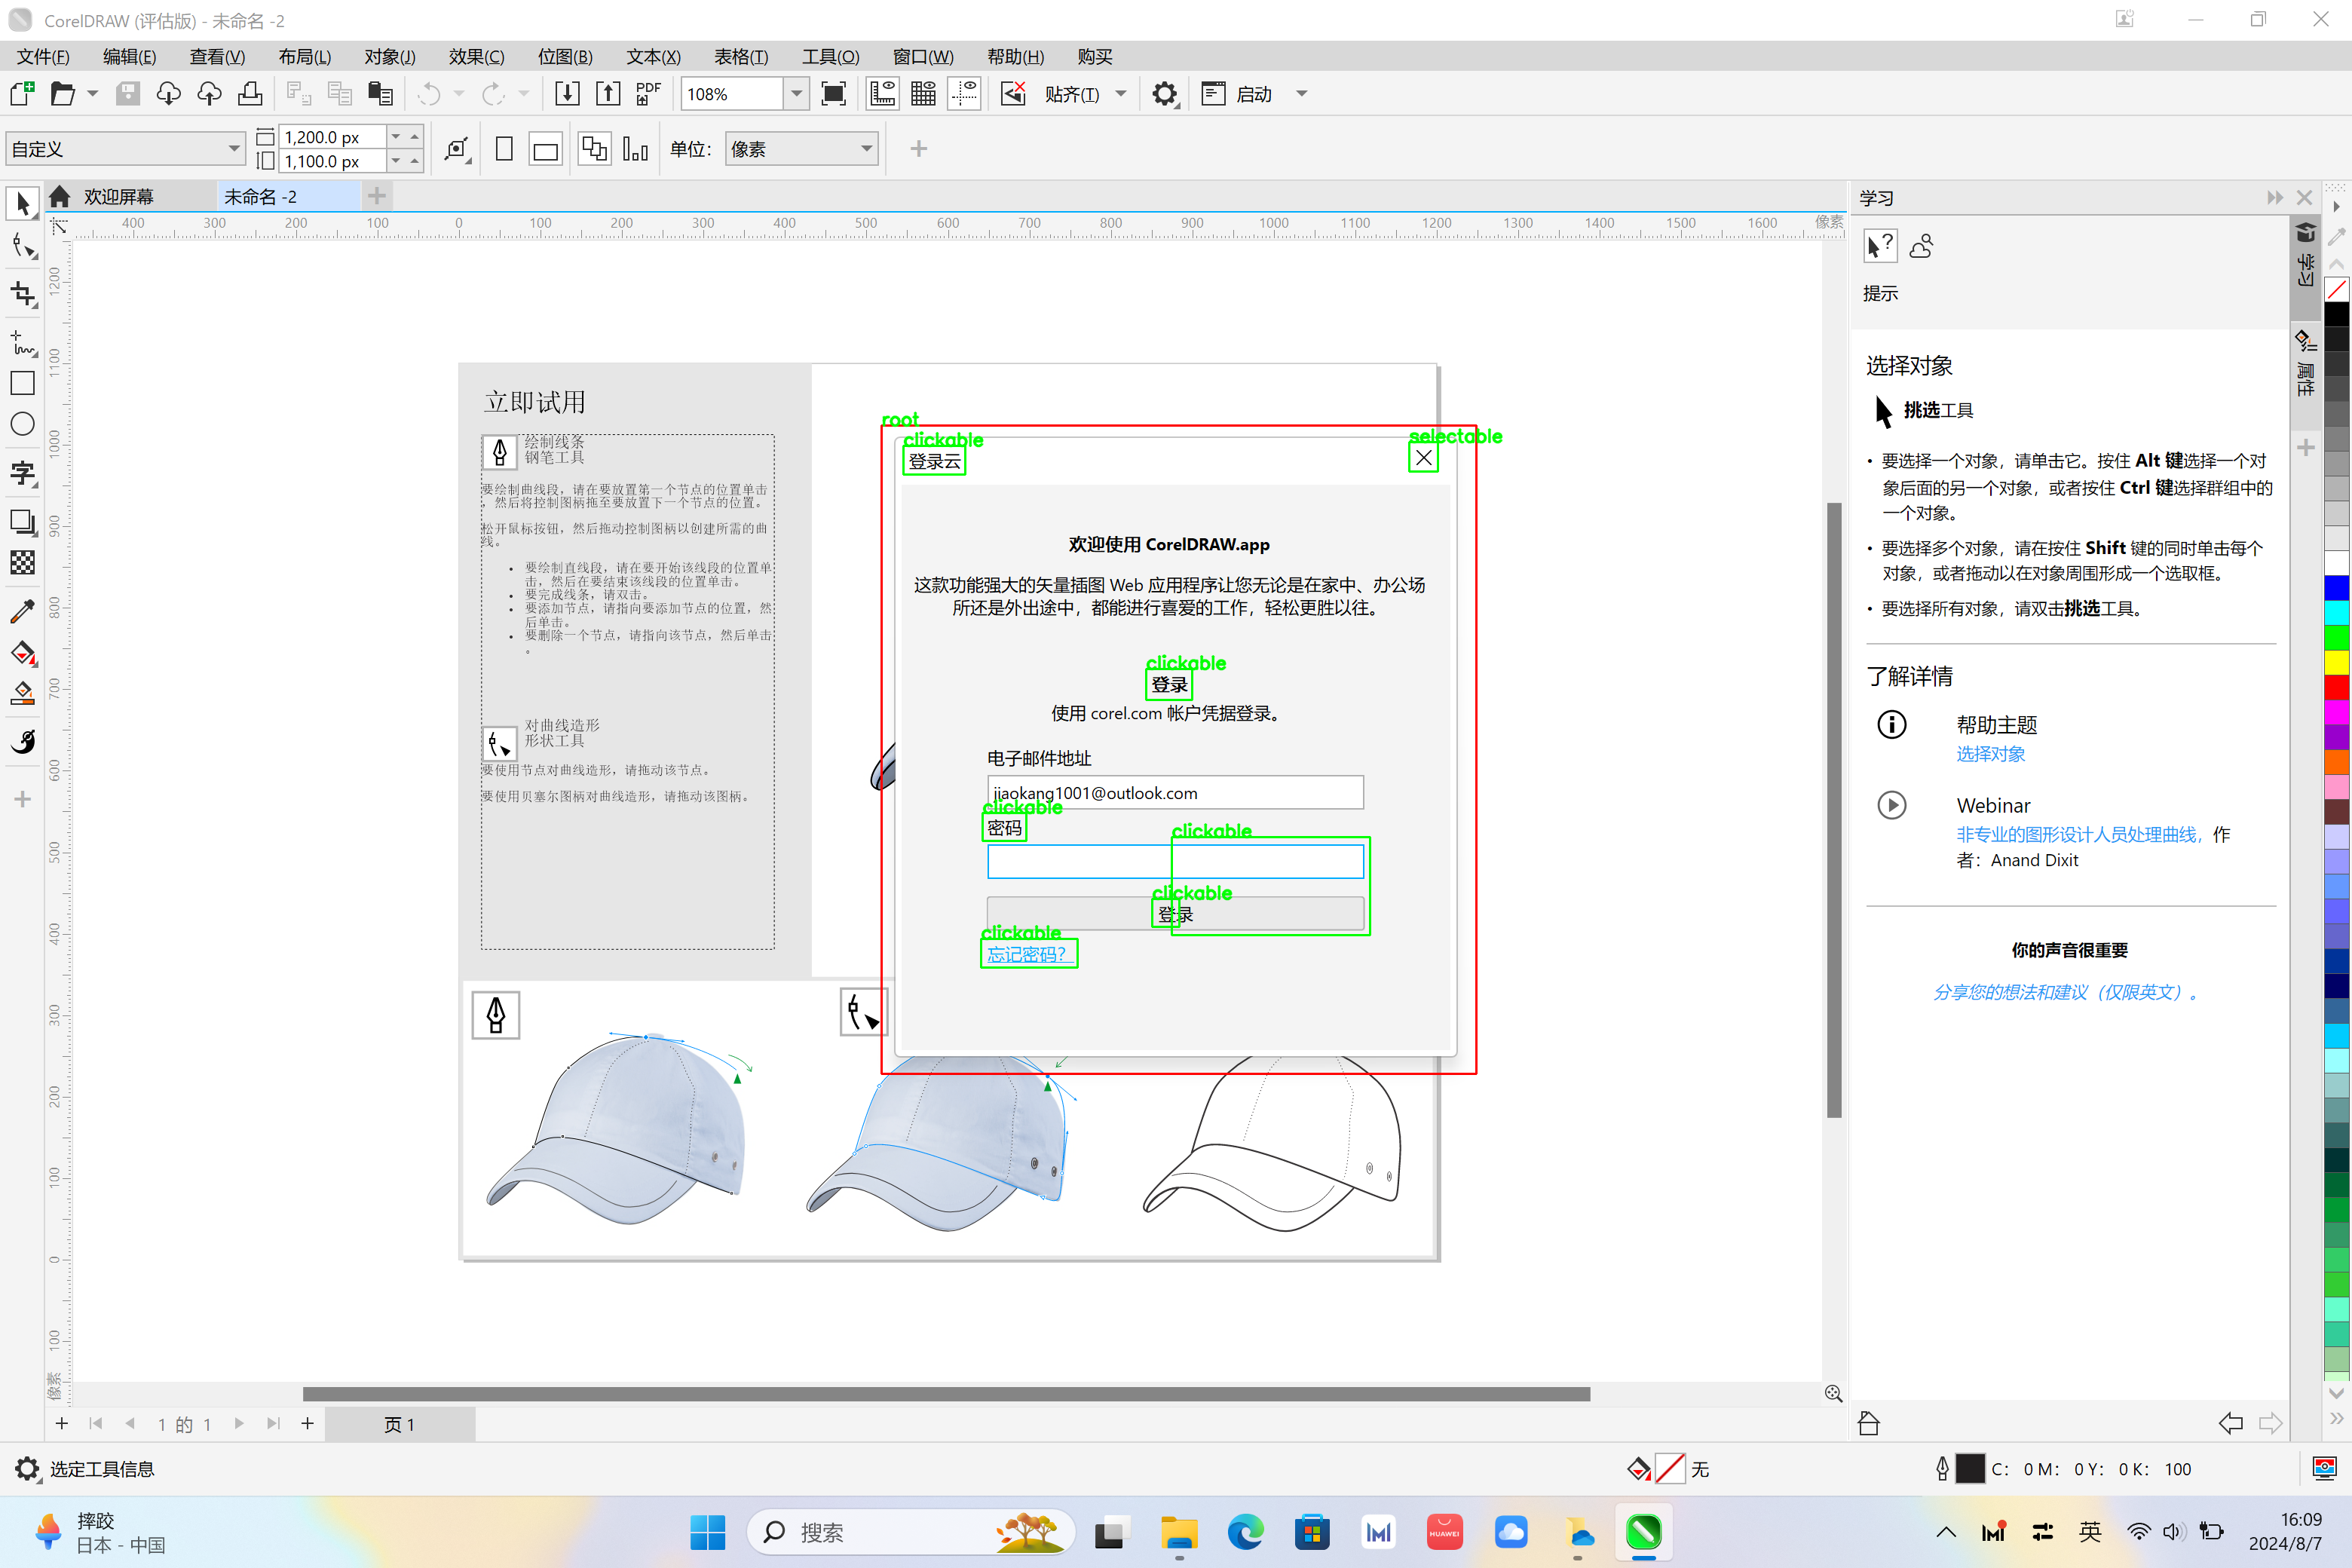 CorelDRAW (评估版) - 未命名 -2
文件(F) 编辑(E) 查看(V) 布局(L) 对象(J) 效果(C) 位图(B) 文本(X) 表格(T) 工具(O) 窗口(W) 帮助(H) 购买
PDF 108% 贴齐(T) 启动
自定义 1,200.0 px 1,100.0 px 单位: 像素
欢迎屏幕 未命名 -2
400 300 200 100 0 100 200 300 400 500 600 700 800 900 1000 1100 1200 1300 1400 1500 1600 像素
1200
1100
1000
900
800
700
600
500
400
300
200
100
0
100
像素
立即试用
绘制线条
钢笔工具
要绘制曲线段，请在要放置第一个节点的位置单击
，然后将控制图柄拖至要放置下一个节点的位置。
松开鼠标按钮，然后拖动控制图柄以创建所需的曲
线。
• 要绘制直线段，请在要开始该线段的位置单
击，然后在要结束该线段的位置单击。
• 要完成线条，请双击。
• 要添加节点，请指向要添加节点的位置，然
后单击。
• 要删除一个节点，请指向该节点，然后单击
。
对曲线造形
形状工具
要使用节点对曲线造形，请拖动该节点。
要使用贝塞尔图柄对曲线造形，请拖动该图柄。
root
clickable
登录云
selectable
欢迎使用 CorelDRAW.app
这款功能强大的矢量插图 Web 应用程序让您无论是在家中、办公场
所还是外出途中，都能进行喜爱的工作，轻松更胜以往。
clickable
登录
使用 corel.com 帐户凭据登录。
电子邮件地址
jiaokang1001@outlook.com
clickable
密码
clickable
clickable
登录
clickable
忘记密码?
学习
提示
选择对象
挑选工具
• 要选择一个对象，请单击它。按住 Alt 键选择一个对
象后面的另一个对象，或者按住 Ctrl 键选择群组中的
一个对象。
• 要选择多个对象，请在按住 Shift 键的同时单击每个
对象，或者拖动以在对象周围形成一个选取框。
• 要选择所有对象，请双击挑选工具。
了解详情
帮助主题
选择对象
Webinar
非专业的图形设计人员处理曲线，作
者：Anand Dixit
你的声音很重要
分享您的想法和建议（仅限英文）。
学习
属性
1 的 1 页 1
选定工具信息 无 C: 0 M: 0 Y: 0 K: 100
摔跤
日本 - 中国
搜索
HUAWEI
英
16:09
2024/8/7